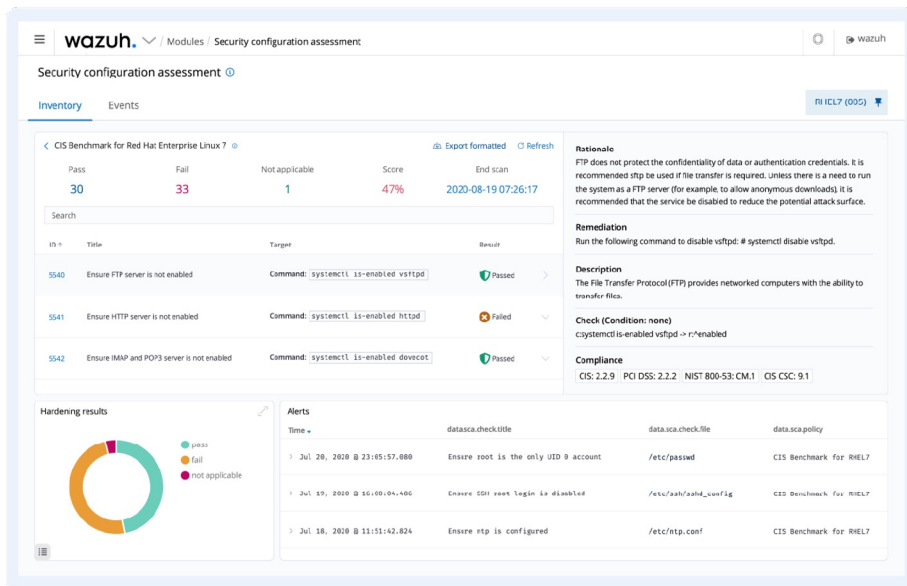 wazuh. / Modules / Security configuration assessment
wazuh
Security configuration assessment
Inventory Events
RHEL7 (005)
CIS Benchmark for Red Hat Enterprise Linux 7
Export formatted Refresh
Pass Fail Not applicable Score End scan
30 33 1 47% 2020-08-19 07:26:17
Search
ID Title Target Result
5540 Ensure FTP server is not enabled Command: systemctl is-enabled vsftpd Passed
5541 Ensure HTTP server is not enabled Command: systemctl is-enabled httpd Failed
5542 Ensure IMAP and POP3 server is not enabled Command: systemctl is-enabled dovecot Passed
Rationale
FTP does not protect the confidentiality of data or authentication credentials. It is
recommended sftp be used if file transfer is required. Unless there is a need to run
the system as a FTP server (for example, to allow anonymous downloads), it is
recommended that the service be disabled to reduce the potential attack surface.
Remediation
Run the following command to disable vsftpd: # systemctl disable vsftpd.
Description
The File Transfer Protocol (FTP) provides networked computers with the ability to
transfer files.
Check (Condition: none)
c:systemctl is-enabled vsftpd -> r:^enabled
Compliance
CIS: 2.2.9 PCI DSS: 2.2.2 NIST 800-53: CM.1 CIS CSC: 9.1
Hardening results
pass
fail
not applicable
Alerts
Time data.sca.check.title data.sca.check.file data.sca.policy
Jul 20, 2020 @ 23:05:57.080 Ensure root is the only UID 0 account /etc/passwd CIS Benchmark for RHEL7
Jul 19, 2020 @ 16:00:04.406 Ensure SSH root login is disabled /etc/ssh/sshd_config CIS Benchmark for RHEL7
Jul 18, 2020 @ 11:51:42.824 Ensure ntp is configured /etc/ntp.conf CIS Benchmark for RHEL7